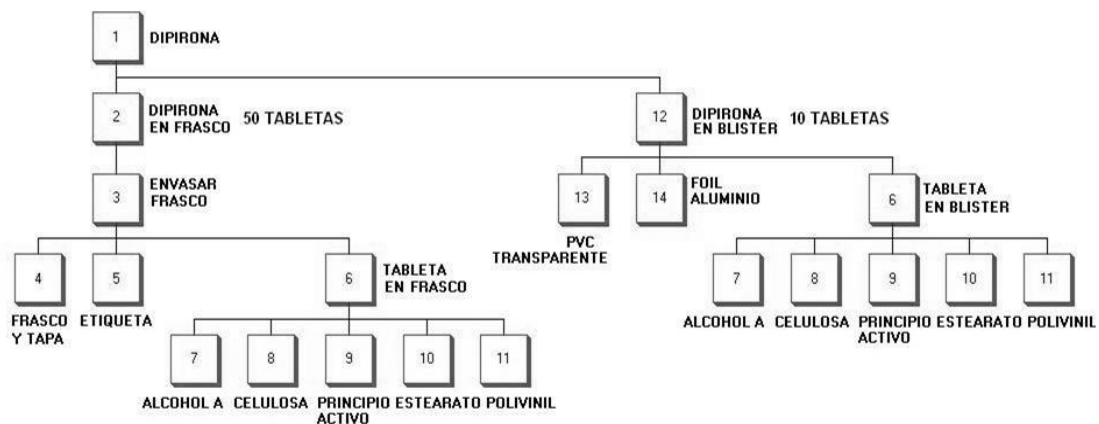 1 DIPIRONA
2 DIPIRONA
EN FRASCO 50 TABLETAS
12 DIPIRONA
EN BLISTER 10 TABLETAS
3 ENVASAR
FRASCO
13 PVC
TRANSPARENTE
14 FOIL
ALUMINIO
6 TABLETA
EN BLISTER
4 FRASCO
Y TAPA
5 ETIQUETA
6 TABLETA
EN FRASCO
7 ALCOHOL A
8 CELULOSA
9 PRINCIPIO
ACTIVO
10 ESTEARATO
11 POLIVINIL
7 ALCOHOL A
8 CELULOSA
9 PRINCIPIO
ACTIVO
10 ESTEARATO
11 POLIVINIL